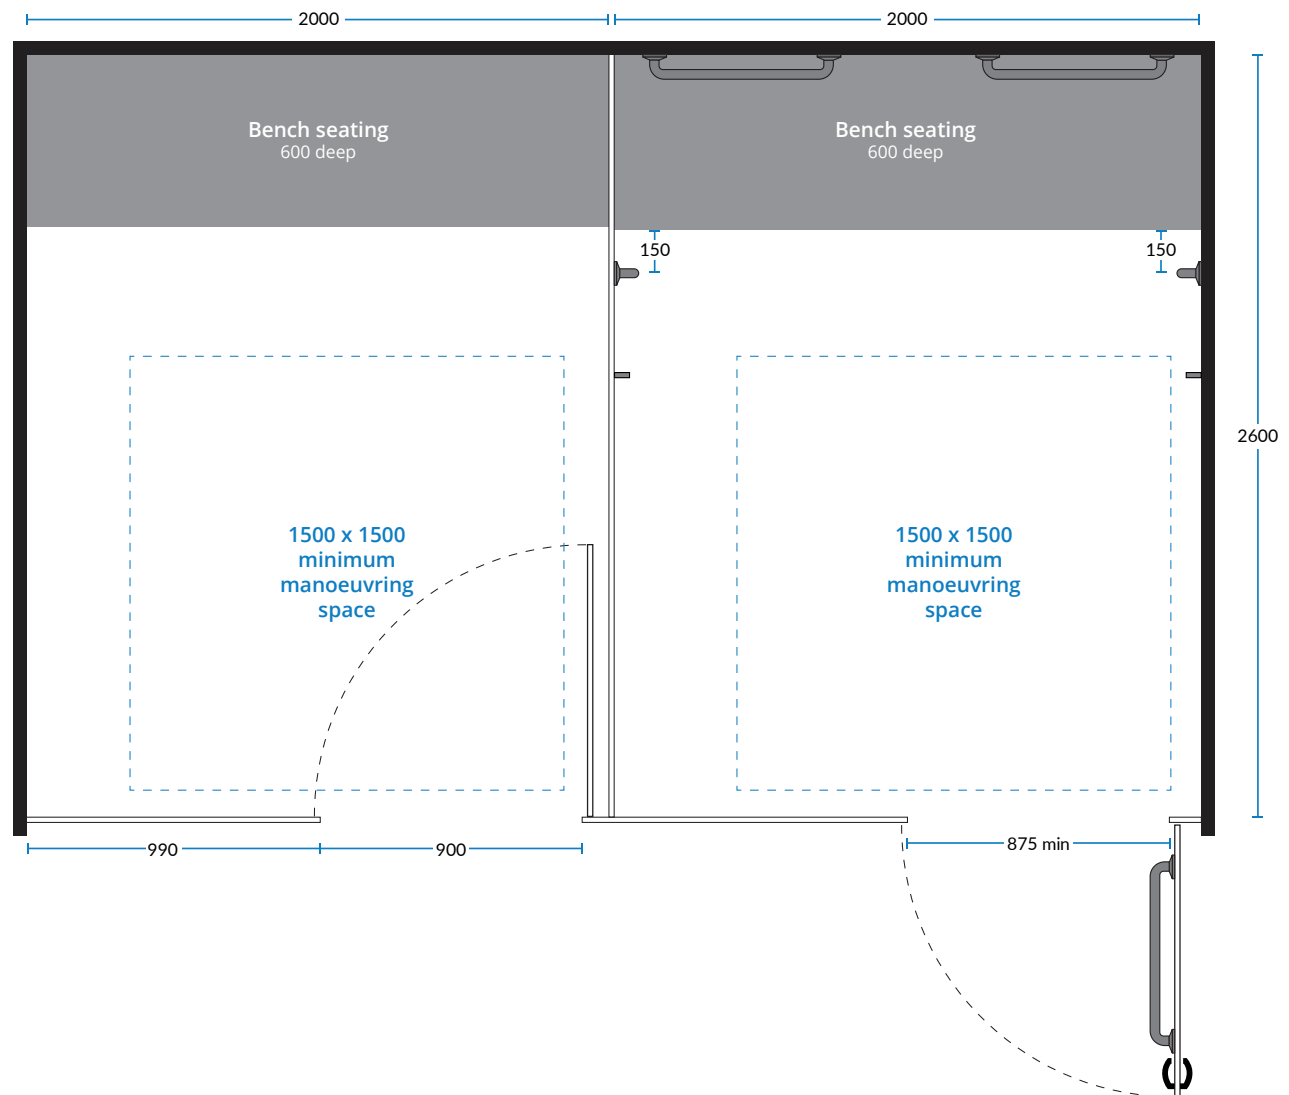 2000
2000
Bench seating
600 deep
Bench seating
600 deep
150
150
2600
1500 x 1500
minimum
manoeuvring
space
1500 x 1500
minimum
manoeuvring
space
990
900
875 min